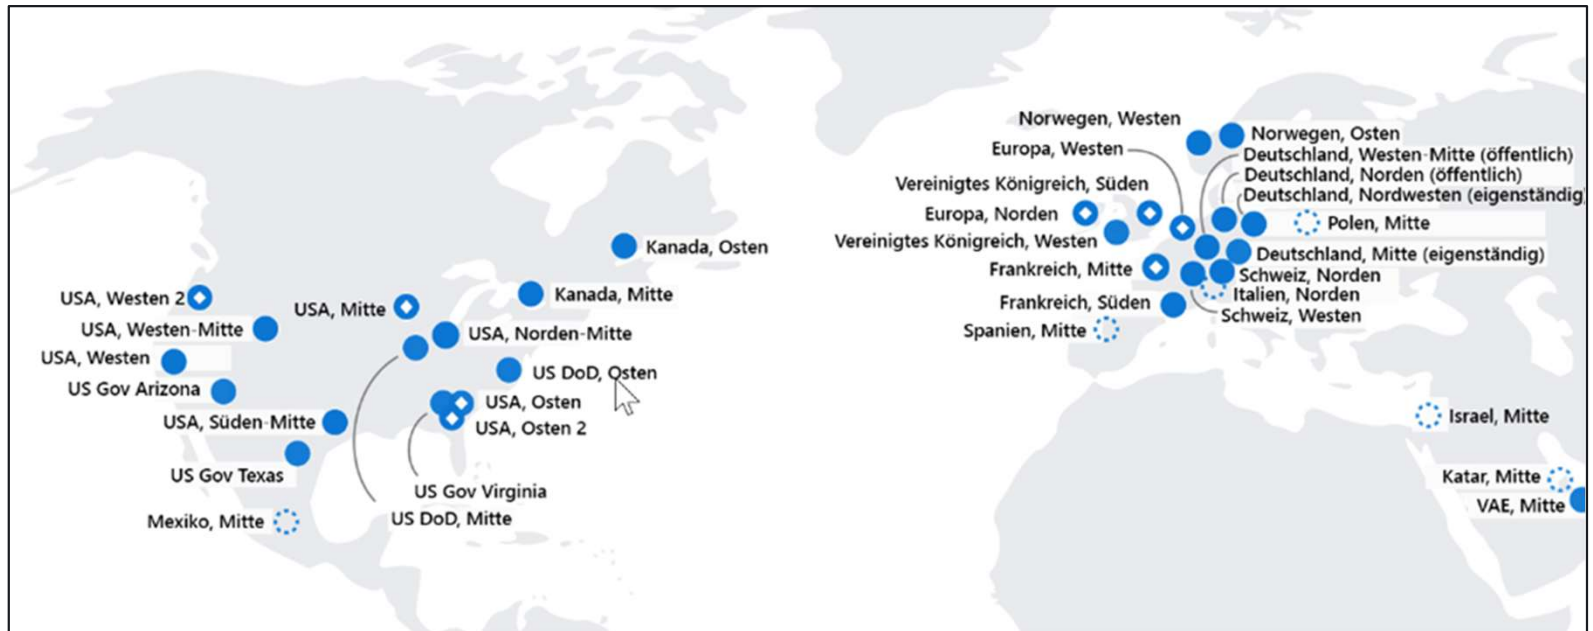 Norwegen, Westen
Norwegen, Osten
Europa, Westen
Deutschland, Westen-Mitte (öffentlich)
Deutschland, Norden (öffentlich)
Vereinigtes Königreich, Süden
Deutschland, Nordwesten (eigenständig
Europa, Norden
Polen, Mitte
Vereinigtes Königreich, Westen
Kanada, Osten
Deutschland, Mitte (eigenständig)
Frankreich, Mitte
Schweiz, Norden
Kanada, Mitte
Italien, Norden
USA, Westen 2
USA, Mitte
Frankreich, Süden
Schweiz, Westen
USA, Westen-Mitte
USA, Norden-Mitte
Spanien, Mitte
USA, Westen
US DoD, Osten
US Gov Arizona
USA, Osten
Israel, Mitte
USA, Süden-Mitte
USA, Osten 2
US Gov Texas
Katar, Mitte
US Gov Virginia
VAE, Mitte
Mexiko, Mitte
US DoD, Mitte